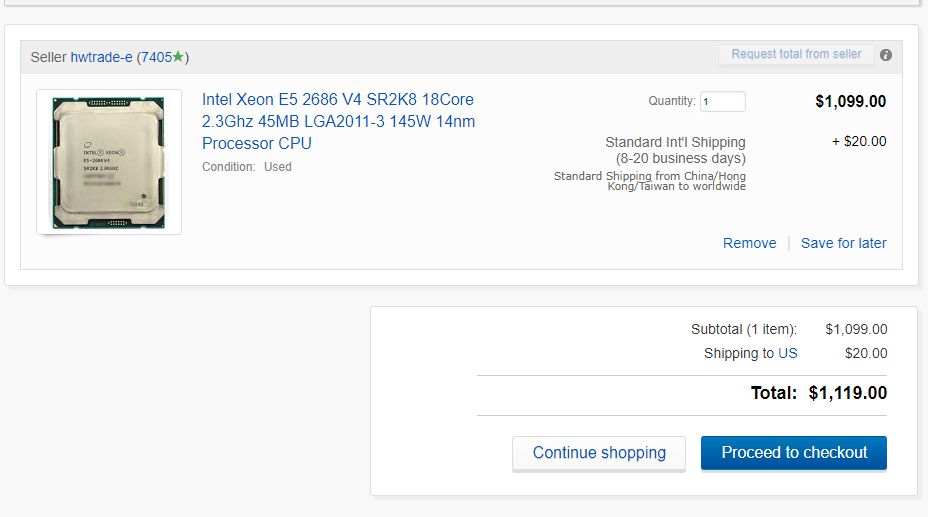 Seller hwtrade-e (7405★)
Request total from seller
Intel Xeon E5 2686 V4 SR2K8 18Core
2.3Ghz 45MB LGA2011-3 145W 14nm
Processor CPU
Condition: Used
Quantity: 1
$1,099.00
Standard Int'l Shipping
(8-20 business days)
+ $20.00
Standard Shipping from China/Hong
Kong/Taiwan to worldwide
INTEL® XEON®
E5-2686V4
SR2K8 2.30GHZ
Remove
Save for later
Subtotal (1 item): $1,099.00
Shipping to US $20.00
Total: $1,119.00
Continue shopping
Proceed to checkout